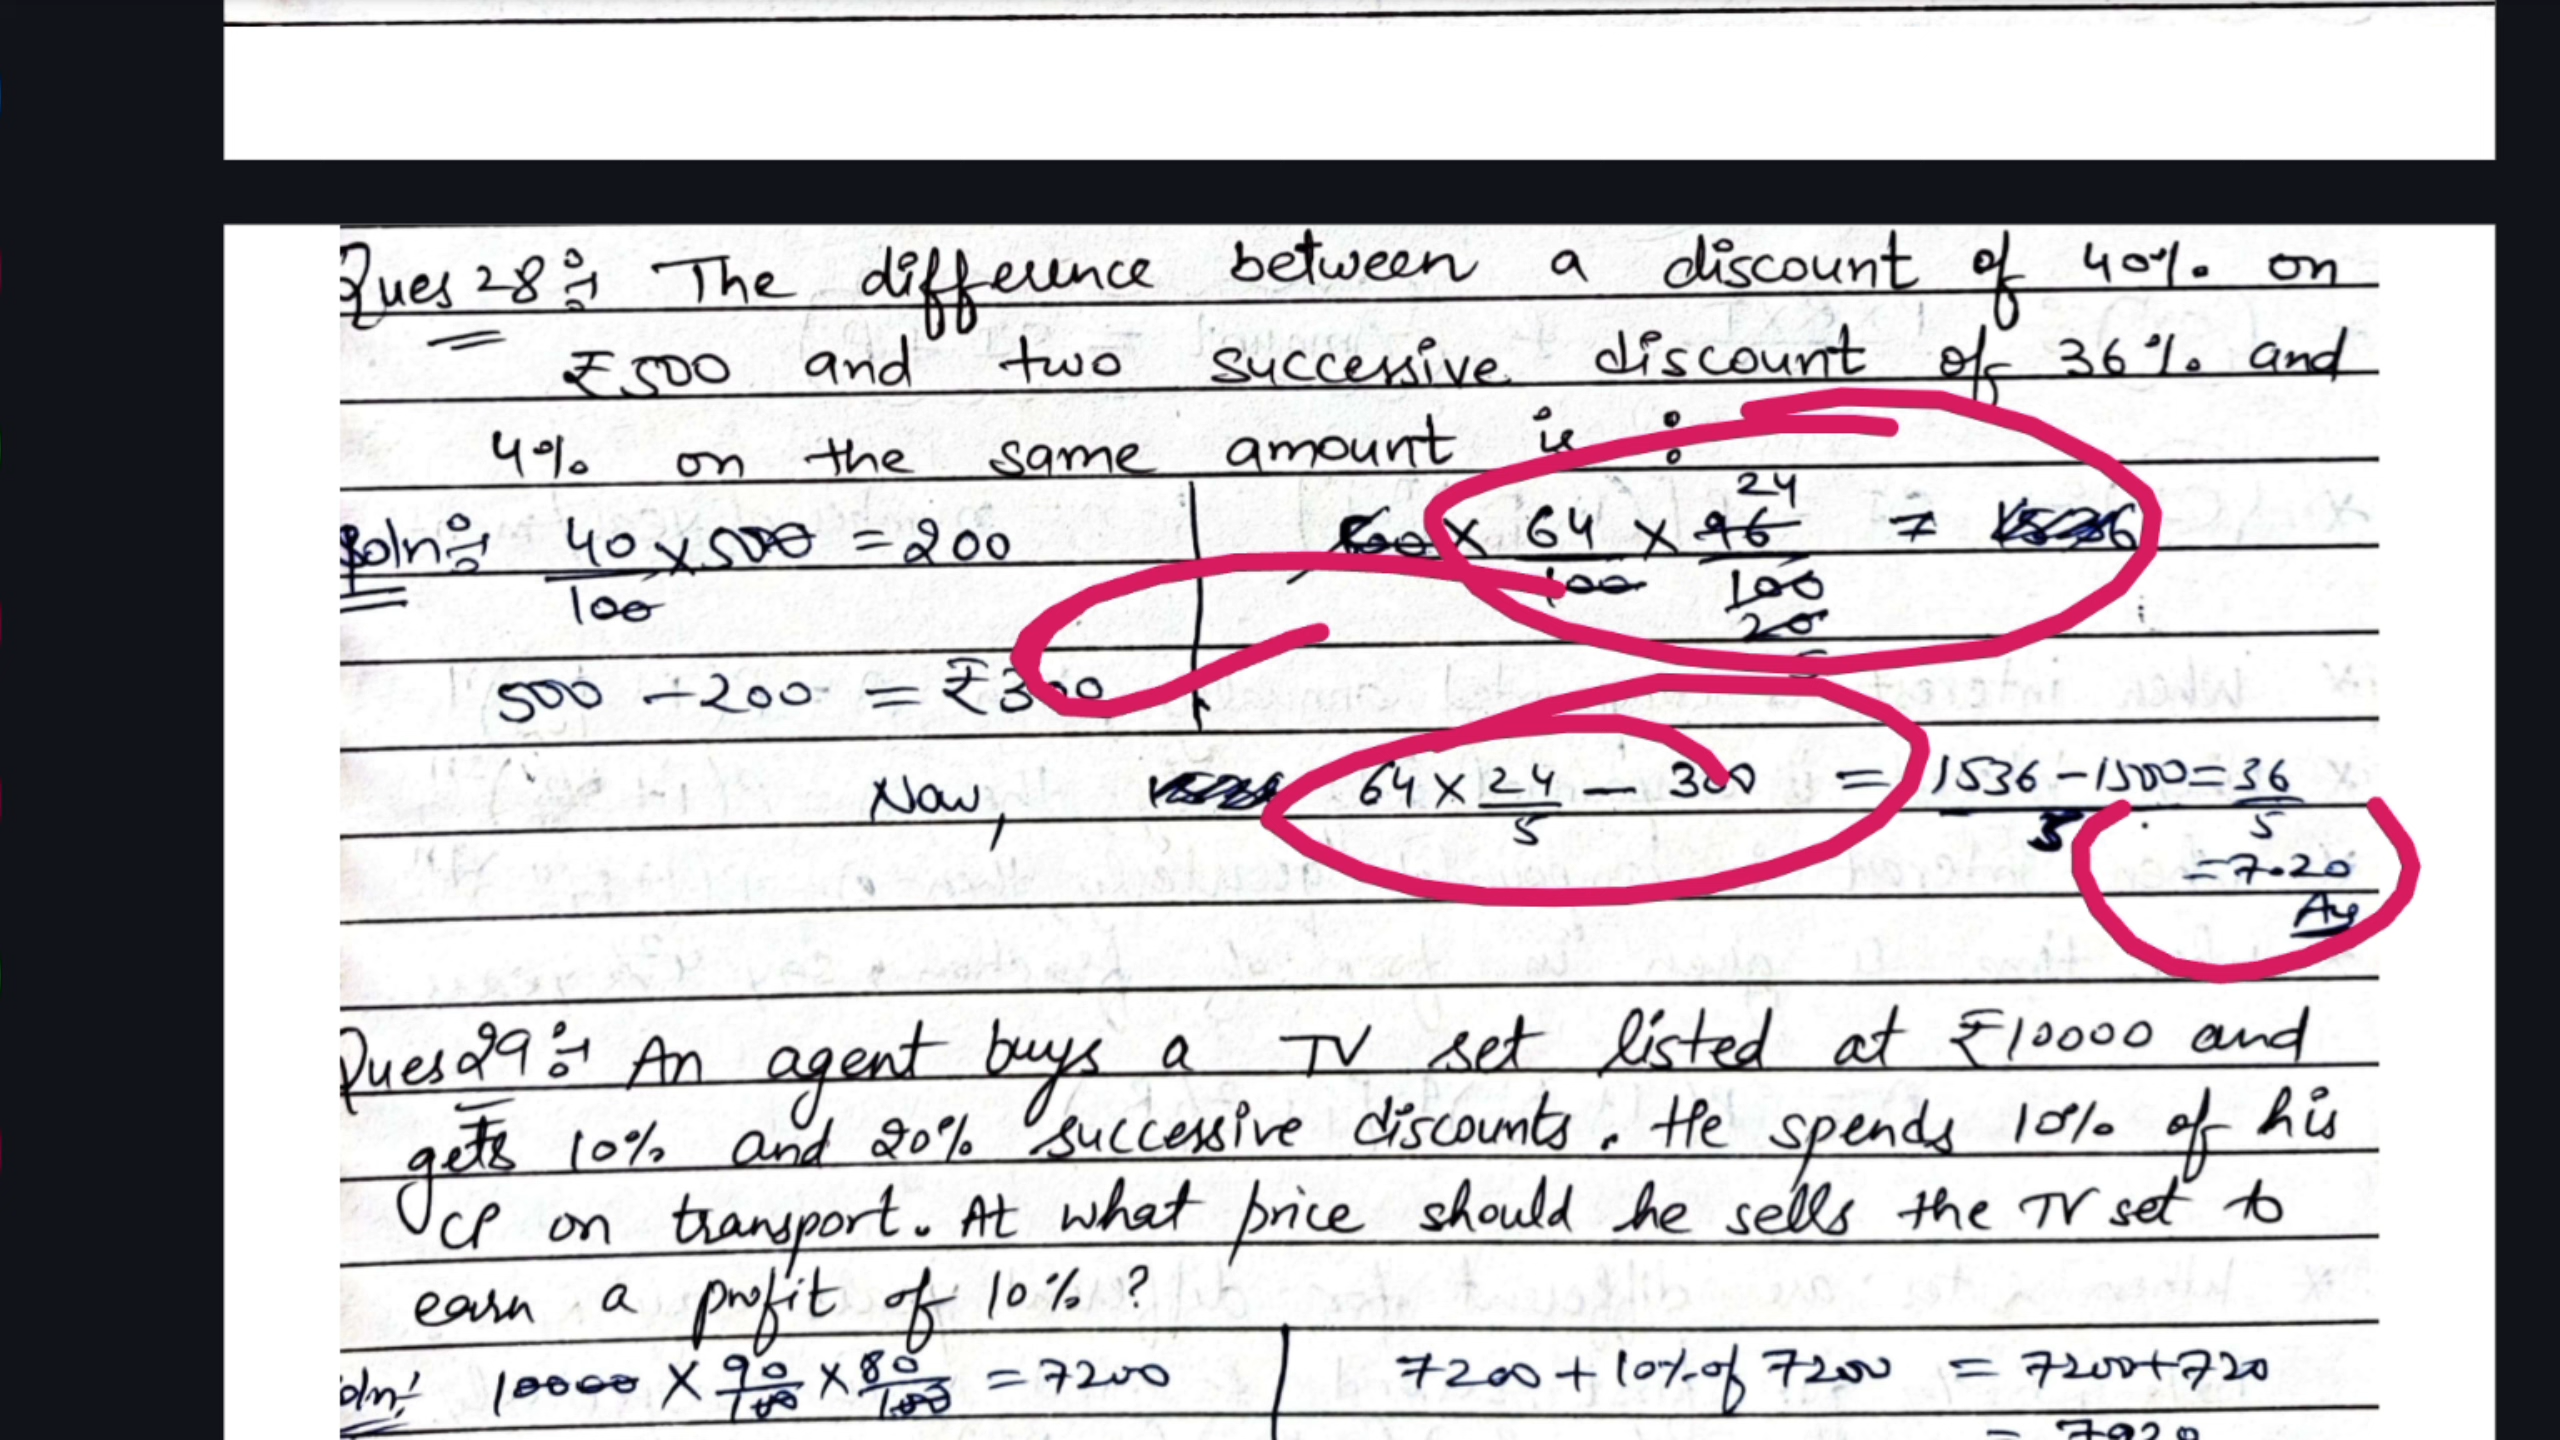 Ques 28:- The difference between a discount of 40% on
₹500 and two successive discount of 36% and
4% on the same amount is :
Soln:- 40/100 x 500 = 200
500 - 200 = ₹300
x 64/100 x 96/100 =
24
20
5
Now, 64 x 24/5 - 300 = 1536-1500/5 = 36/5
= 7.20
Ques 29:- An agent buys a TV set listed at ₹10000 and
gets 10% and 20% successive discounts. He spends 10% of his
CP on transport. At what price should he sells the TV set to
earn a profit of 10%?
oln: 10000 x 90/100 x 80/100 = 7200
7200 + 10% of 7200 = 7200+720
= 7920